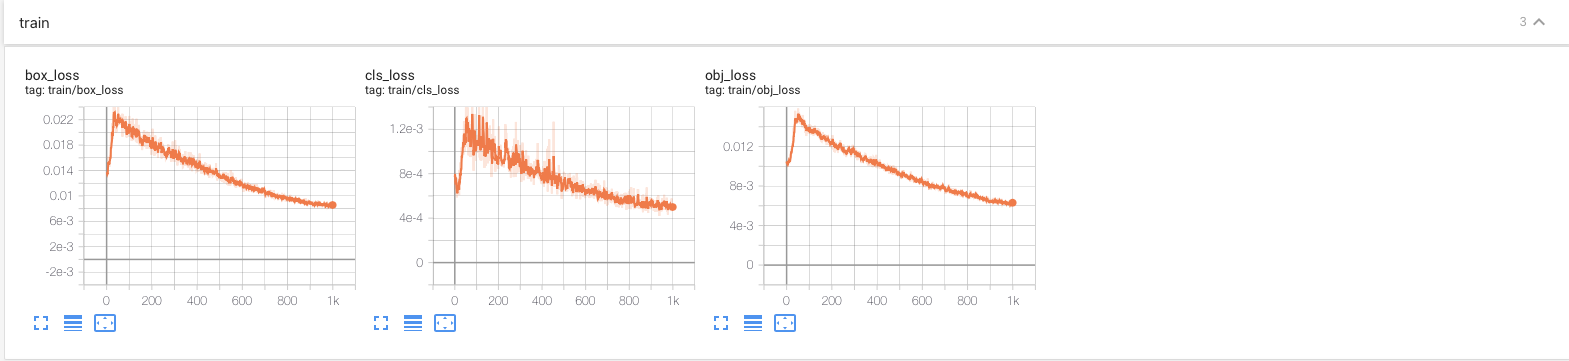 train
3
box_loss
tag: train/box_loss
0.022
0.018
0.014
0.01
6e-3
2e-3
-2e-3
0 200 400 600 800 1k
cls_loss
tag: train/cls_loss
1.2e-3
8e-4
4e-4
0
0 200 400 600 800 1k
obj_loss
tag: train/obj_loss
0.012
8e-3
4e-3
0
0 200 400 600 800 1k